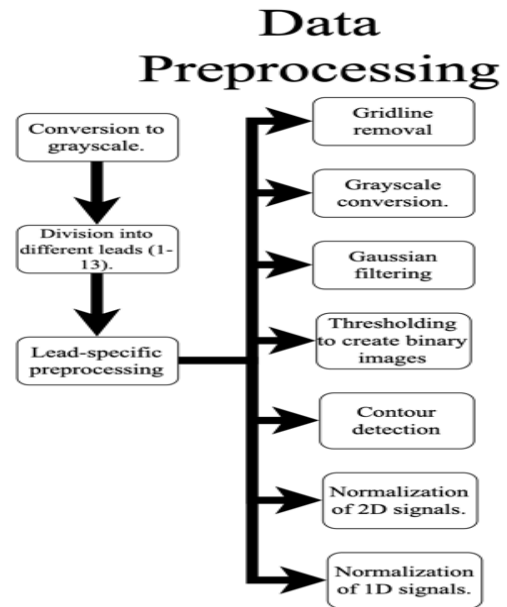 Data
Preprocessing
Conversion to
grayscale.
Division into
different leads (1-
13).
Lead-specific
preprocessing
Gridline
removal
Grayscale
conversion.
Gaussian
filtering
Thresholding
to create binary
images
Contour
detection
Normalization
of 2D signals.
Normalization
of 1D signals.